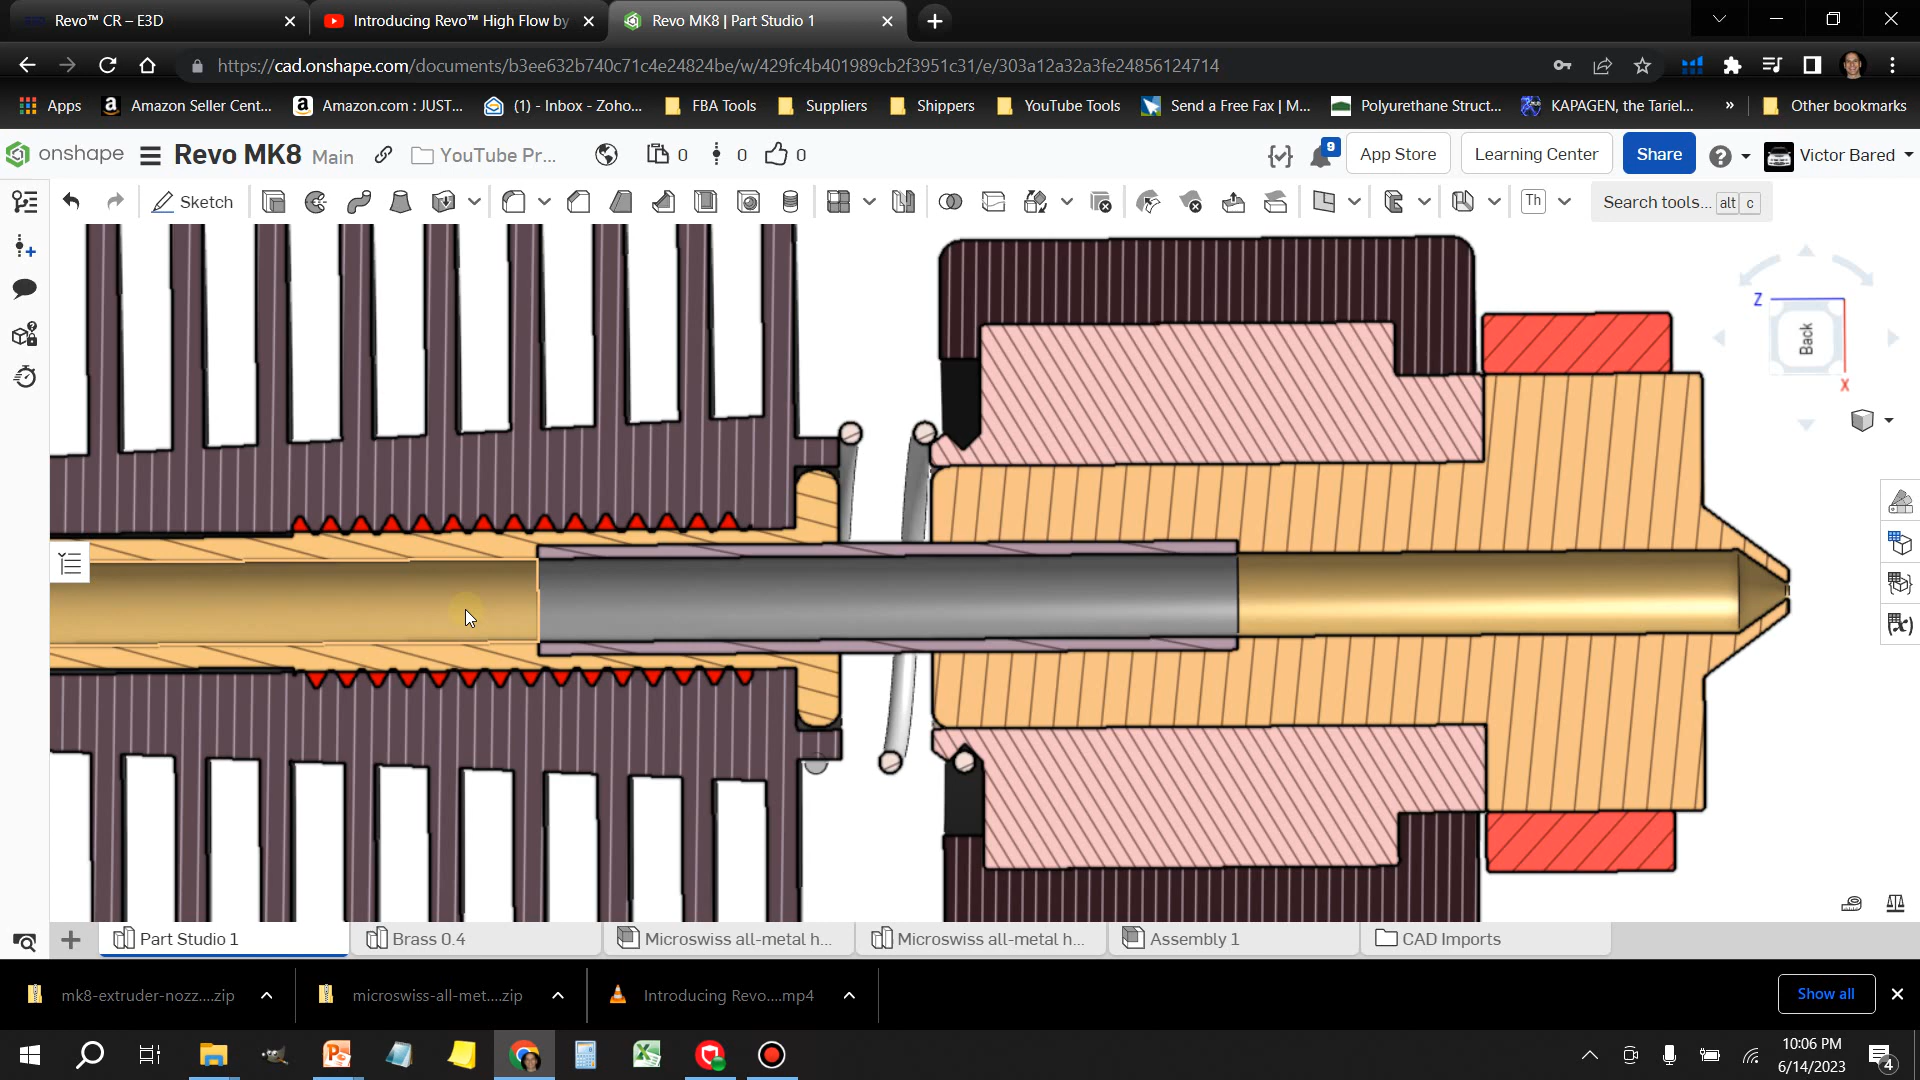 Revo™ CR – E3D
Introducing Revo™ High Flow by
Revo MK8 | Part Studio 1
https://cad.onshape.com/documents/b3ee632b740c71c4e24824be/w/429fc4b401989cb2f3951c31/e/303a12a32a3fe24856124714
Apps
Amazon Seller Cent...
Amazon.com : JUST...
(1) - Inbox - Zoho...
FBA Tools
Suppliers
Shippers
YouTube Tools
Send a Free Fax | M...
Polyurethane Struct...
KAPAGEN, the Tariel...
»
Other bookmarks
onshape
Revo MK8 Main
YouTube Pr...
0
0
0
9
App Store
Learning Center
Share
Victor Bared
Sketch
Th
Search tools... alt c
Z
Back
X
(x)
Part Studio 1
Brass 0.4
Microswiss all-metal h...
Microswiss all-metal h...
Assembly 1
CAD Imports
mk8-extruder-nozz....zip
microswiss-all-met....zip
Introducing Revo....mp4
Show all
10:06 PM
6/14/2023
4